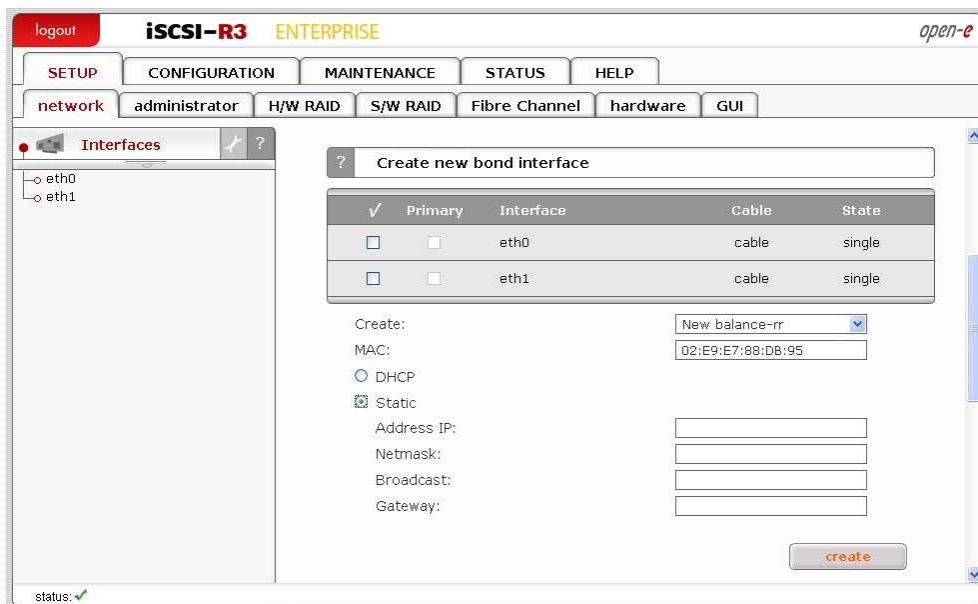 logout
iSCSI-R3 ENTERPRISE
open-e
SETUP CONFIGURATION MAINTENANCE STATUS HELP
network administrator H/W RAID S/W RAID Fibre Channel hardware GUI
Interfaces ?
eth0
eth1
? Create new bond interface
√ Primary Interface Cable State
eth0 cable single
eth1 cable single
Create: New balance-rr
MAC: 02:E9:E7:88:DB:95
DHCP
Static
Address IP:
Netmask:
Broadcast:
Gateway:
create
status: